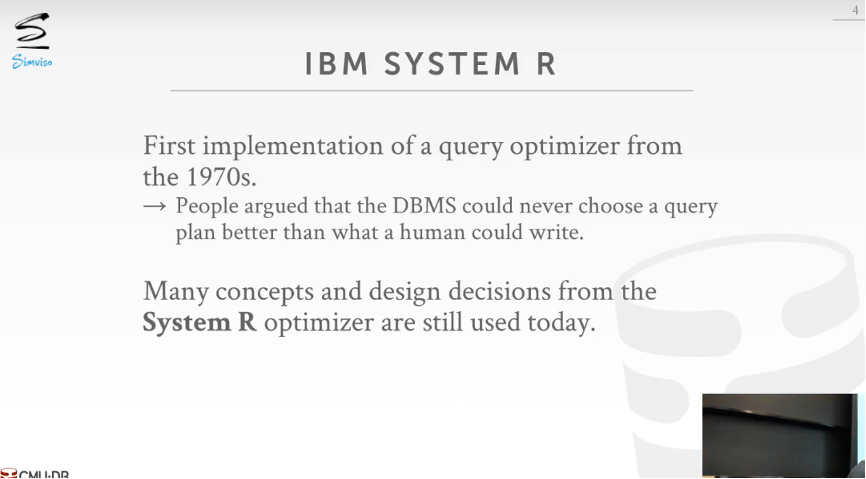 4
Simviso
IBM SYSTEM R
First implementation of a query optimizer from
the 1970s.
→ People argued that the DBMS could never choose a query
plan better than what a human could write.
Many concepts and design decisions from the
System R optimizer are still used today.
CMU·DB